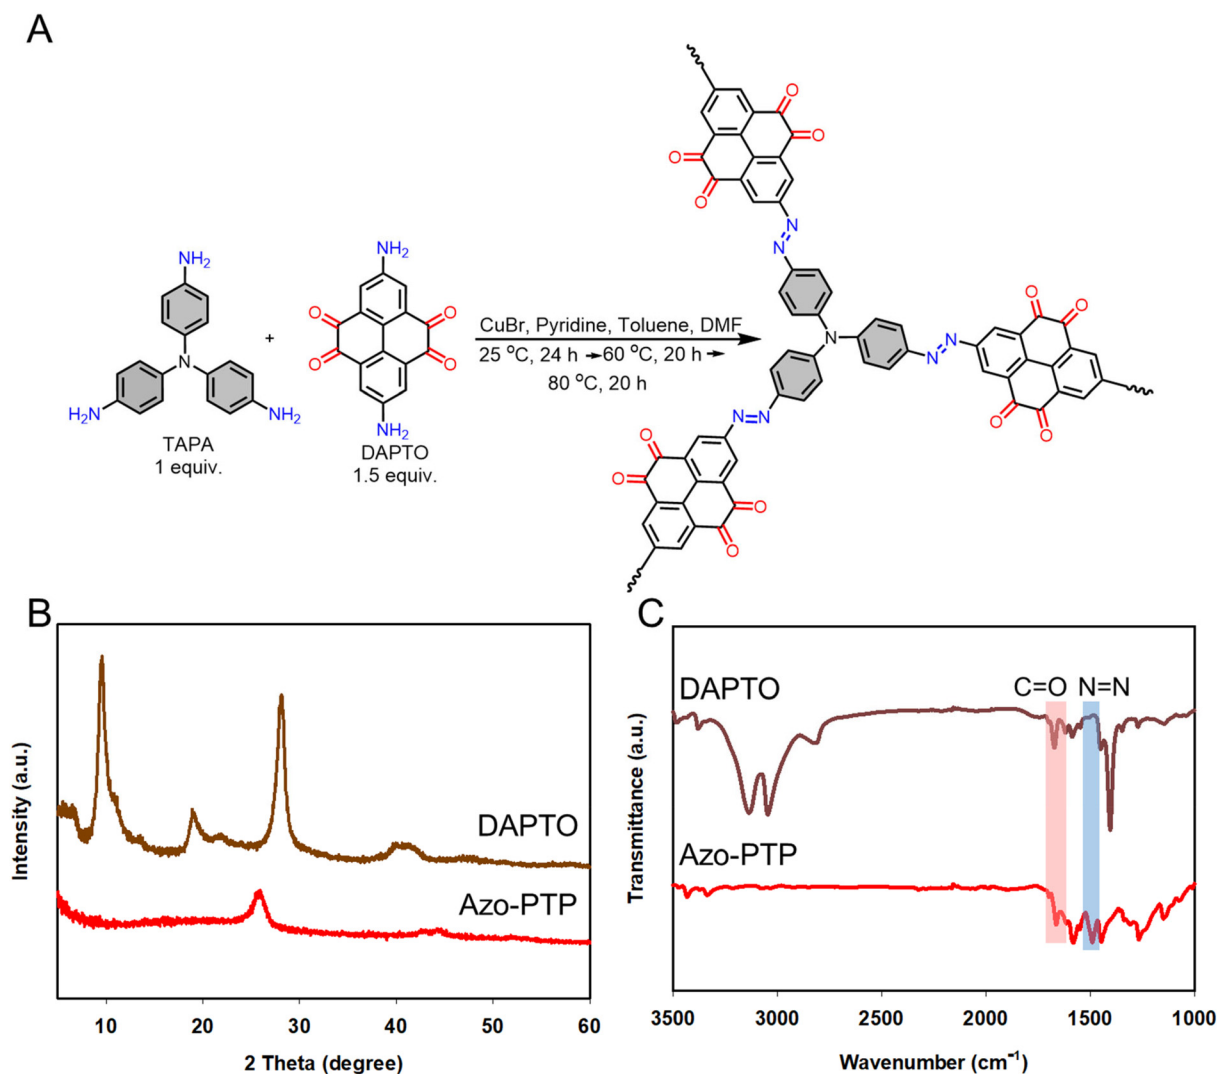 A
NH₂
NH₂
H₂N
N
NH₂
TAPA
1 equiv.
+
O O
O O
NH₂
DAPTO
1.5 equiv.
CuBr, Pyridine, Toluene, DMF
25 °C, 24 h → 60 °C, 20 h →
80 °C, 20 h
O
O
O
O
N
N
N
N N
O O
O O
N=N
O
O
O
O
B
Intensity (a.u.)
DAPTO
Azo-PTP
10 20 30 40 50 60
2 Theta (degree)
C
Transmittance (a.u.)
DAPTO
C=O N=N
Azo-PTP
3500 3000 2500 2000 1500 1000
Wavenumber (cm⁻¹)